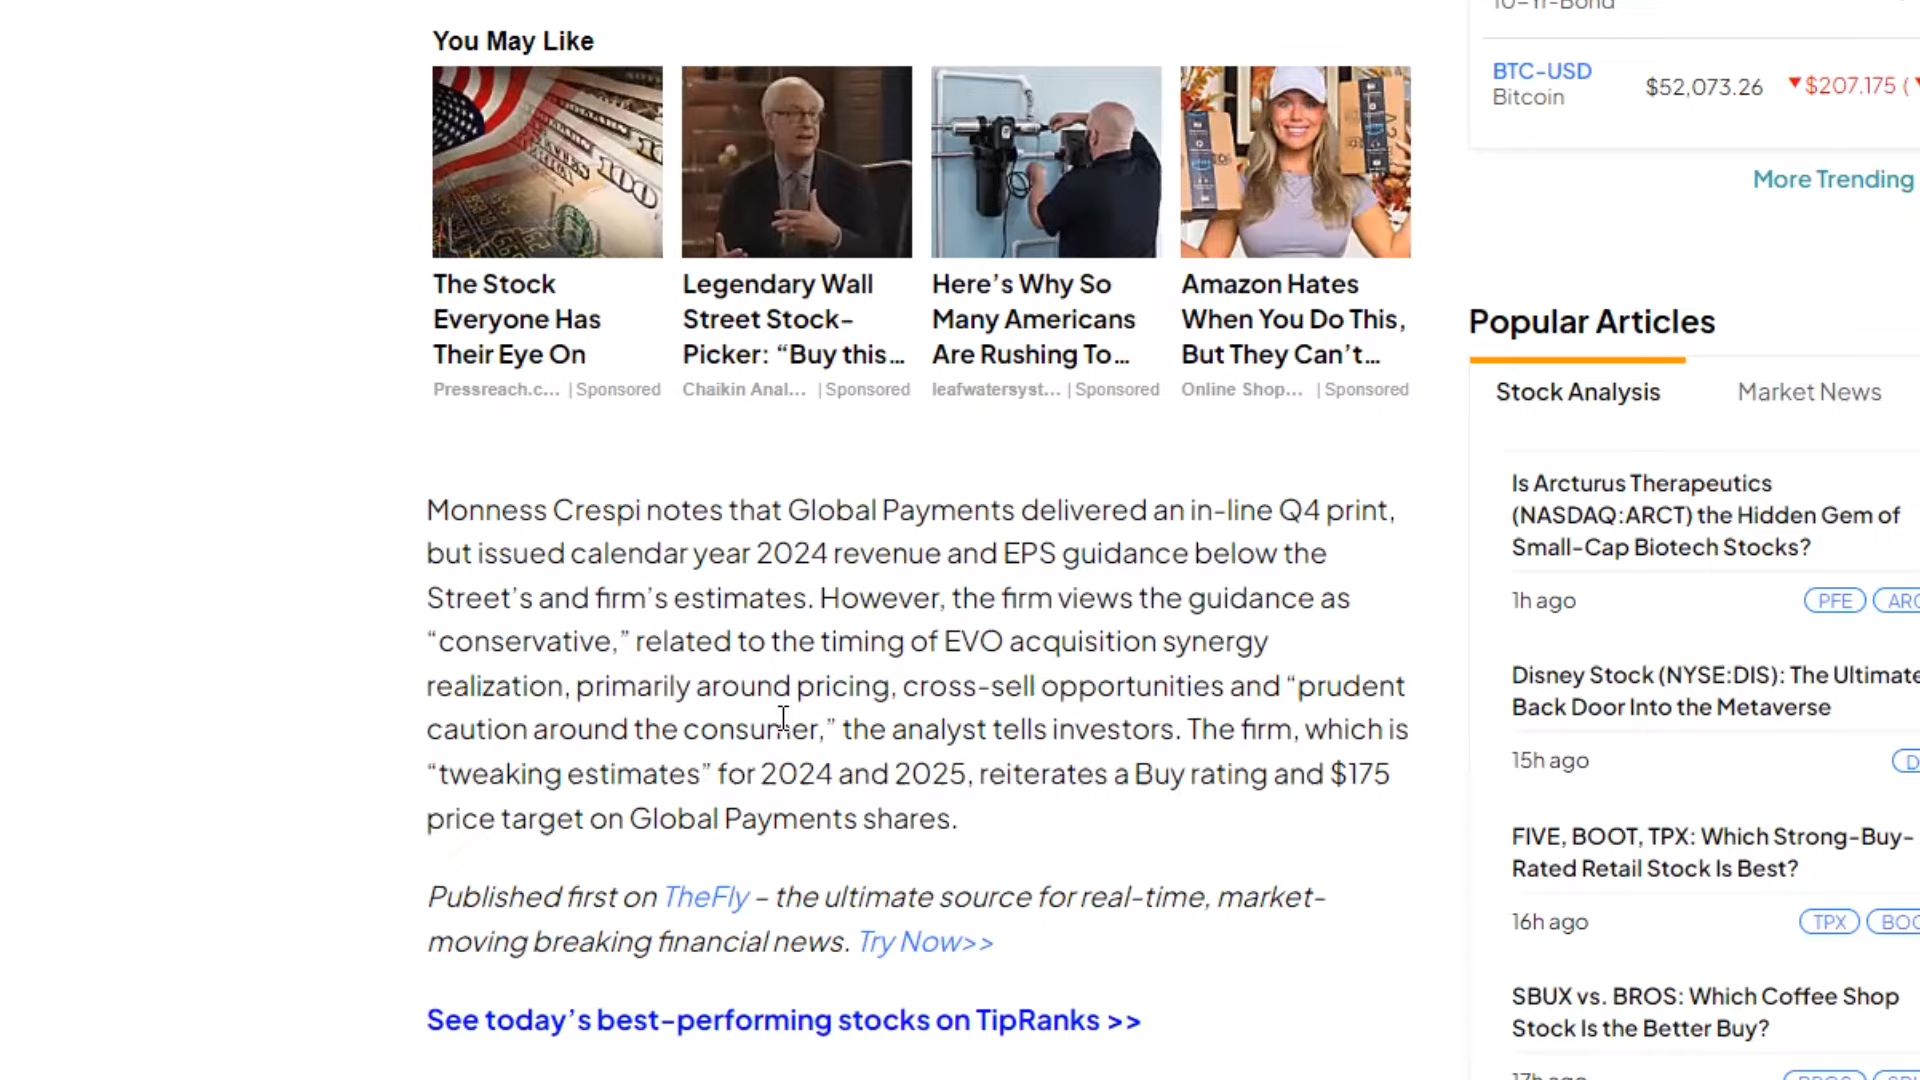 10-Yr-Bond
You May Like
BTC-USD
Bitcoin
$52,073.26
▼$207.175 (
More Trending
The Stock
Everyone Has
Their Eye On
Pressreach.c... | Sponsored
Legendary Wall
Street Stock-
Picker: “Buy this...
Chaikin Anal... | Sponsored
Here’s Why So
Many Americans
Are Rushing To...
leafwatersyst... | Sponsored
Amazon Hates
When You Do This,
But They Can’t...
Online Shop... | Sponsored
Monness Crespi notes that Global Payments delivered an in-line Q4 print,
but issued calendar year 2024 revenue and EPS guidance below the
Street’s and firm’s estimates. However, the firm views the guidance as
“conservative,” related to the timing of EVO acquisition synergy
realization, primarily around pricing, cross-sell opportunities and “prudent
caution around the consumer,” the analyst tells investors. The firm, which is
“tweaking estimates” for 2024 and 2025, reiterates a Buy rating and $175
price target on Global Payments shares.
Published first on TheFly – the ultimate source for real-time, market-
moving breaking financial news. Try Now>>
See today’s best-performing stocks on TipRanks >>
Popular Articles
Stock Analysis
Market News
Is Arcturus Therapeutics
(NASDAQ:ARCT) the Hidden Gem of
Small-Cap Biotech Stocks?
1h ago
PFE
ARC
Disney Stock (NYSE:DIS): The Ultimate
Back Door Into the Metaverse
15h ago
D
FIVE, BOOT, TPX: Which Strong-Buy-
Rated Retail Stock Is Best?
16h ago
TPX
BOO
SBUX vs. BROS: Which Coffee Shop
Stock Is the Better Buy?
17h ago
BROS